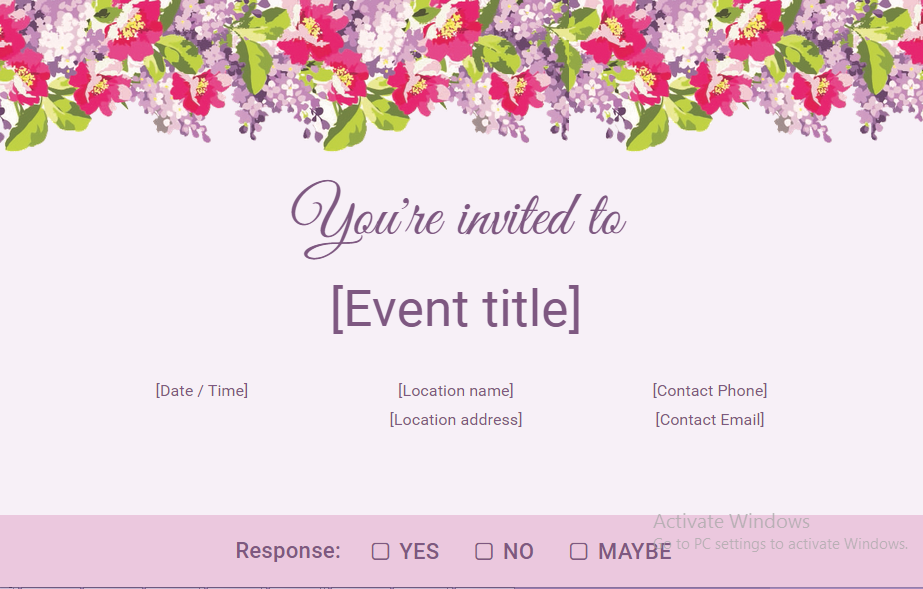 You're invited to
[Event title]
[Date / Time]
[Location name]
[Location address]
[Contact Phone]
[Contact Email]
Activate Windows
Go to PC settings to activate Windows.
Response: YES NO MAYBE